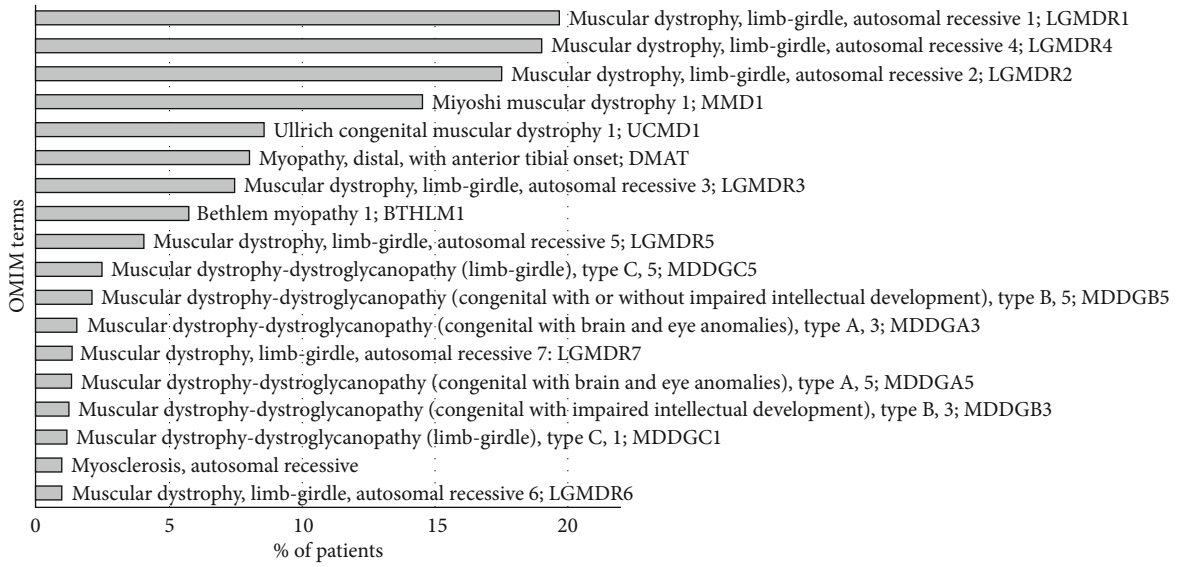 Muscular dystrophy, limb-girdle, autosomal recessive 1; LGMDR1
Muscular dystrophy, limb-girdle, autosomal recessive 4; LGMDR4
Muscular dystrophy, limb-girdle, autosomal recessive 2; LGMDR2
Miyoshi muscular dystrophy 1; MMD1
Ullrich congenital muscular dystrophy 1; UCMD1
Myopathy, distal, with anterior tibial onset; DMAT
Muscular dystrophy, limb-girdle, autosomal recessive 3; LGMDR3
Bethlem myopathy 1; BTHLM1
Muscular dystrophy, limb-girdle, autosomal recessive 5; LGMDR5
Muscular dystrophy-dystroglycanopathy (limb-girdle), type C, 5; MDDGC5
Muscular dystrophy-dystroglycanopathy (congenital with or without impaired intellectual development), type B, 5; MDDGB5
Muscular dystrophy-dystroglycanopathy (congenital with brain and eye anomalies), type A, 3; MDDGA3
Muscular dystrophy, limb-girdle, autosomal recessive 7: LGMDR7
Muscular dystrophy-dystroglycanopathy (congenital with brain and eye anomalies), type A, 5; MDDGA5
Muscular dystrophy-dystroglycanopathy (congenital with impaired intellectual development), type B, 3; MDDGB3
Muscular dystrophy-dystroglycanopathy (limb-girdle), type C, 1; MDDGC1
Myosclerosis, autosomal recessive
Muscular dystrophy, limb-girdle, autosomal recessive 6; LGMDR6
OMIM terms
0 5 10 15 20
% of patients